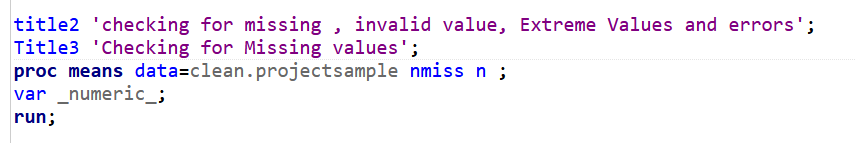 title2 'checking for missing , invalid value, Extreme Values and errors';
Title3 'Checking for Missing values';
proc means data=clean.projectsample nmiss n ;
var _numeric_;
run;